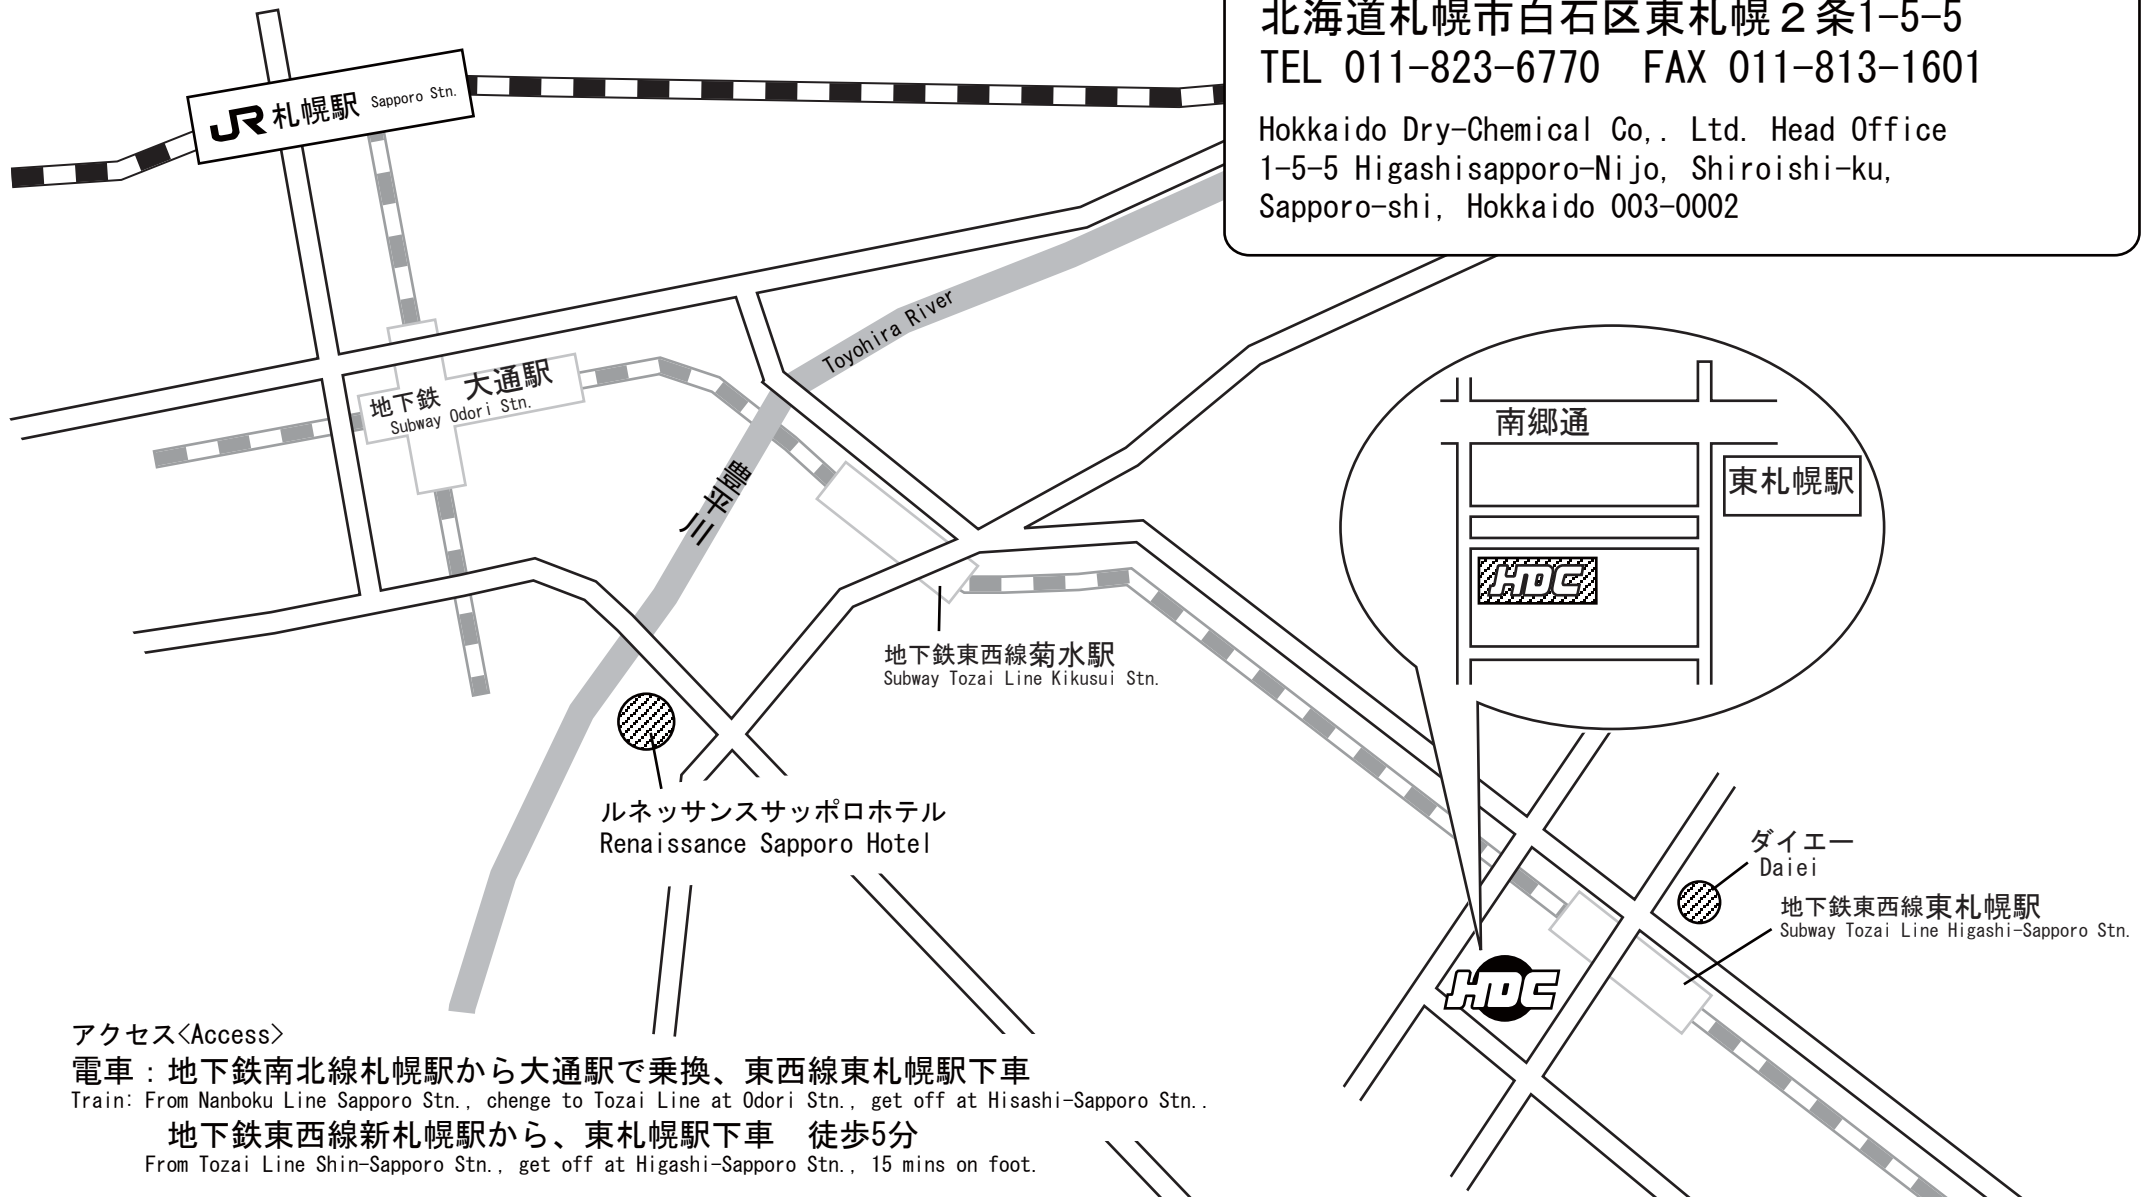 北海道札幌市白石区東札幌２条1-5-5
TEL 011-823-6770　FAX 011-813-1601
Hokkaido Dry-Chemical Co,. Ltd. Head Office
1-5-5 Higashisapporo-Nijo, Shiroishi-ku,
Sapporo-shi, Hokkaido 003-0002
JR 札幌駅 Sapporo Stn.
Toyohira River
地下鉄　大通駅
Subway Odori Stn.
豊平川
南郷通
東札幌駅
HDC
地下鉄東西線菊水駅
Subway Tozai Line Kikusui Stn.
ルネッサンスサッポロホテル
Renaissance Sapporo Hotel
ダイエー
Daiei
地下鉄東西線東札幌駅
Subway Tozai Line Higashi-Sapporo Stn.
HDC
アクセス<Access>
電車：地下鉄南北線札幌駅から大通駅で乗換、東西線東札幌駅下車
Train: From Nanboku Line Sapporo Stn., chenge to Tozai Line at Odori Stn., get off at Hisashi-Sapporo Stn..
地下鉄東西線新札幌駅から、東札幌駅下車　徒歩5分
From Tozai Line Shin-Sapporo Stn., get off at Higashi-Sapporo Stn., 15 mins on foot.